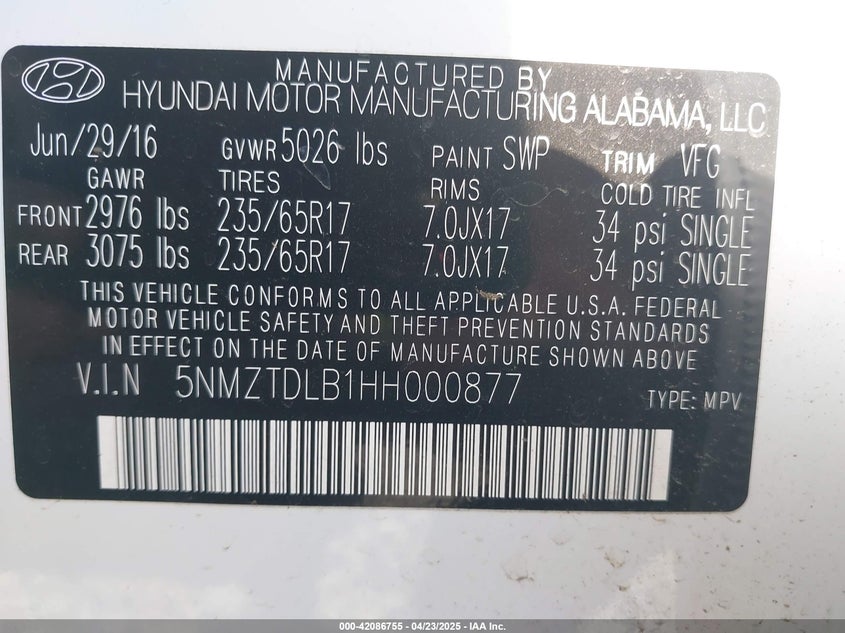 MANUFACTURED BY
HYUNDAI MOTOR MANUFACTURING ALABAMA, LLC
Jun/29/16 GVWR 5026 lbs PAINT SWP TRIM VFG
GAWR TIRES RIMS COLD TIRE INFL
FRONT 2976 lbs 235/65R17 7.0JX17 34 psi SINGLE
REAR 3075 lbs 235/65R17 7.0JX17 34 psi SINGLE
THIS VEHICLE CONFORMS TO ALL APPLICABLE U.S.A. FEDERAL
MOTOR VEHICLE SAFETY AND THEFT PREVENTION STANDARDS
IN EFFECT ON THE DATE OF MANUFACTURE SHOWN ABOVE.
V.I.N 5NMZTDLB1HH000877 TYPE: MPV
000-42086755 - 04/23/2025 - IAA Inc.